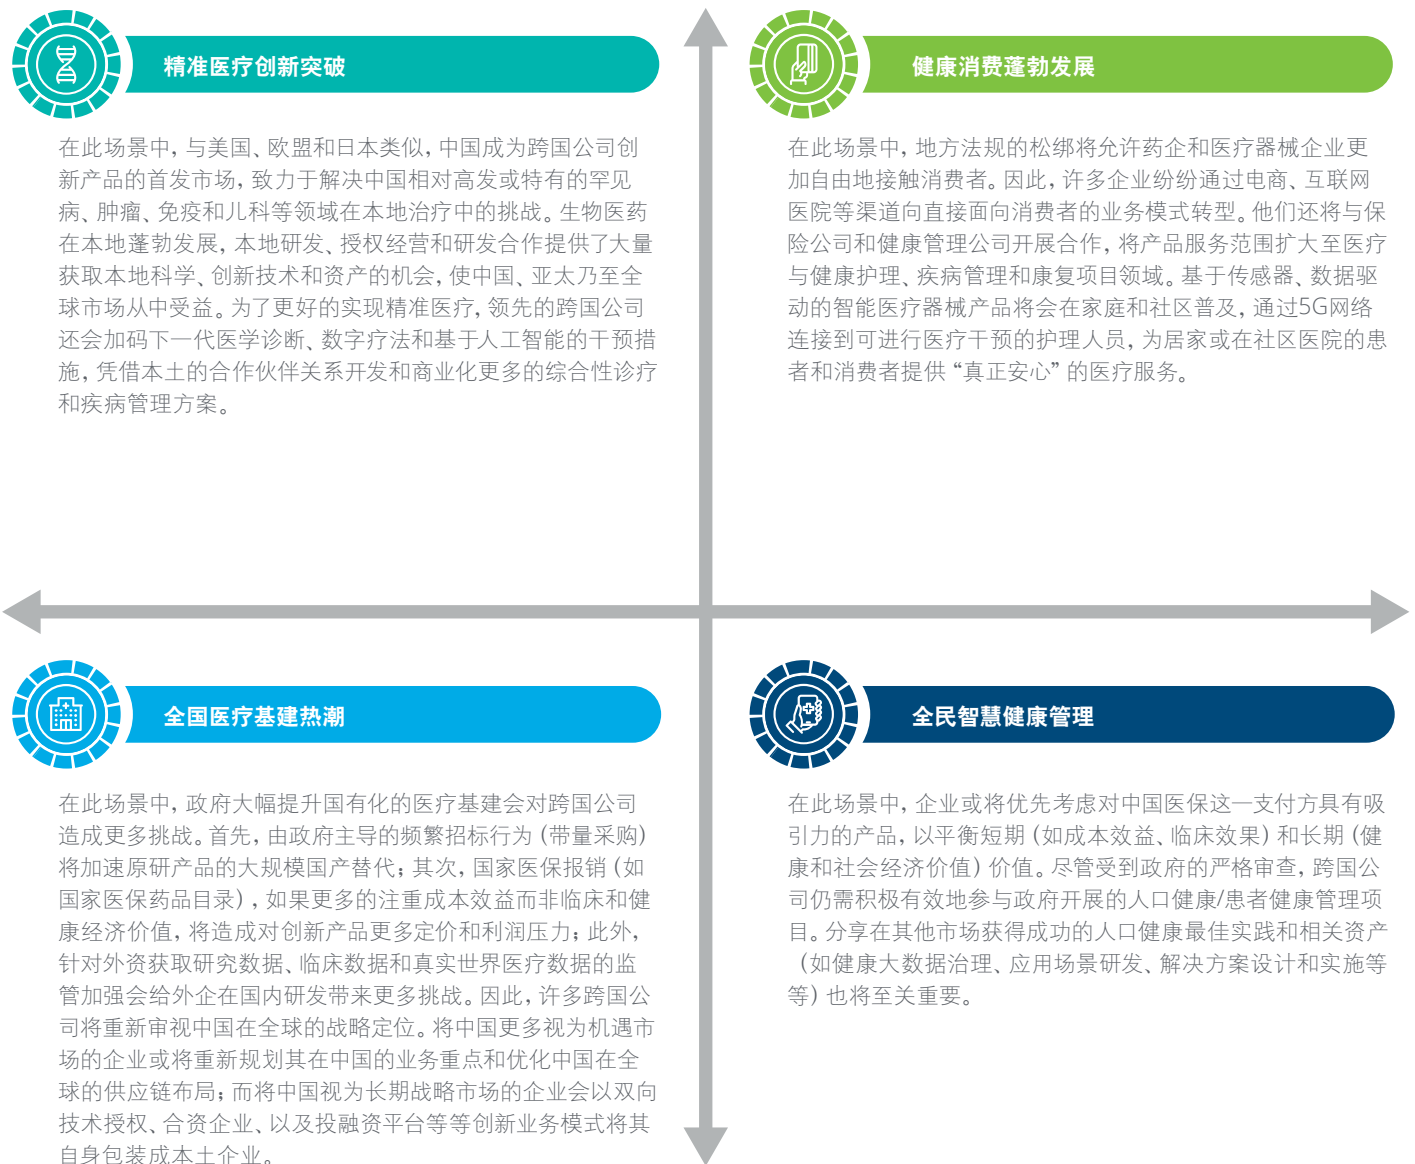 精准医疗创新突破
在此场景中，与美国、欧盟和日本类似，中国成为跨国公司创
新产品的首发市场，致力于解决中国相对高发或特有的罕见
病、肿瘤、免疫和儿科等领域在本地治疗中的挑战。生物医药
在本地蓬勃发展，本地研发、授权经营和研发合作提供了大量
获取本地科学、创新技术和资产的机会，使中国、亚太乃至全
球市场从中受益。为了更好的实现精准医疗，领先的跨国公司
还会加码下一代医学诊断、数字疗法和基于人工智能的干预措
施，凭借本土的合作伙伴关系开发和商业化更多的综合性诊疗
和疾病管理方案。
健康消费蓬勃发展
在此场景中，地方法规的松绑将允许药企和医疗器械企业更
加自由地接触消费者。因此，许多企业纷纷通过电商、互联网
医院等渠道向直接面向消费者的业务模式转型。他们还将与保
险公司和健康管理公司开展合作，将产品服务范围扩大至医疗
与健康护理、疾病管理和康复项目领域。基于传感器、数据驱
动的智能医疗器械产品将会在家庭和社区普及，通过5G网络
连接到可进行医疗干预的护理人员，为居家或在社区医院的患
者和消费者提供“真正安心”的医疗服务。
全国医疗基建热潮
在此场景中，政府大幅提升国有化的医疗基建会对跨国公司
造成更多挑战。首先，由政府主导的频繁招标行为（带量采购）
将加速原研产品的大规模国产替代；其次，国家医保报销（如
国家医保药品目录），如果更多的注重成本效益而非临床和健
康经济价值，将造成对创新产品更多定价和利润压力；此外，
针对外资获取研究数据、临床数据和真实世界医疗数据的监
管加强会给外企在国内研发带来更多挑战。因此，许多跨国公
司将重新审视中国在全球的战略定位。将中国更多视为机遇市
场的企业或将重新规划其在中国的业务重点和优化中国在全
球的供应链布局；而将中国视为长期战略市场的企业会以双向
技术授权、合资企业、以及投融资平台等等创新业务模式将其
自身包装成本土企业。
全民智慧健康管理
在此场景中，企业或将优先考虑对中国医保这一支付方具有吸
引力的产品，以平衡短期（如成本效益、临床效果）和长期（健
康和社会经济价值）价值。尽管受到政府的严格审查，跨国公
司仍需积极有效地参与政府开展的人口健康/患者健康管理项
目。分享在其他市场获得成功的人口健康最佳实践和相关资产
（如健康大数据治理、应用场景研发、解决方案设计和实施等
等）也将至关重要。